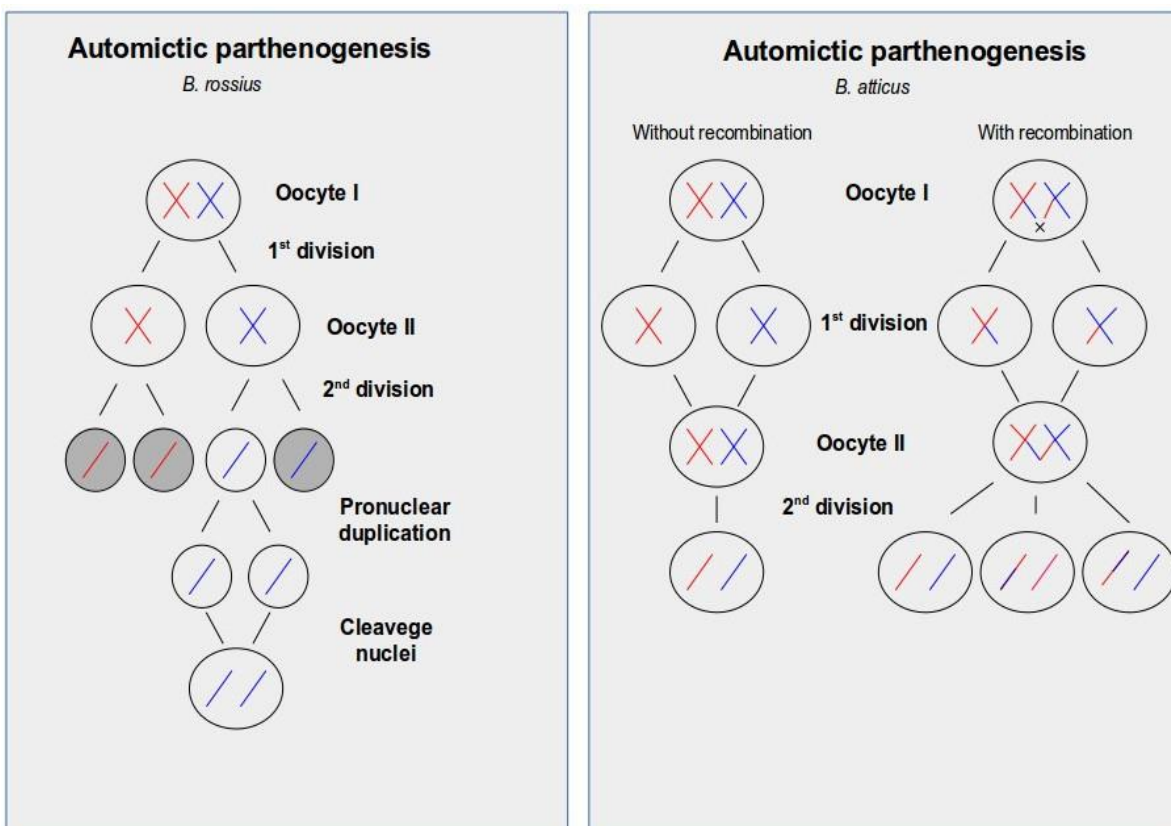 Automictic parthenogenesis
B. rossius
Oocyte I
1st division
Oocyte II
2nd division
Pronuclear
duplication
Cleavege
nuclei
Automictic parthenogenesis
B. atticus
Without recombination
With recombination
Oocyte I
x
1st division
Oocyte II
2nd division